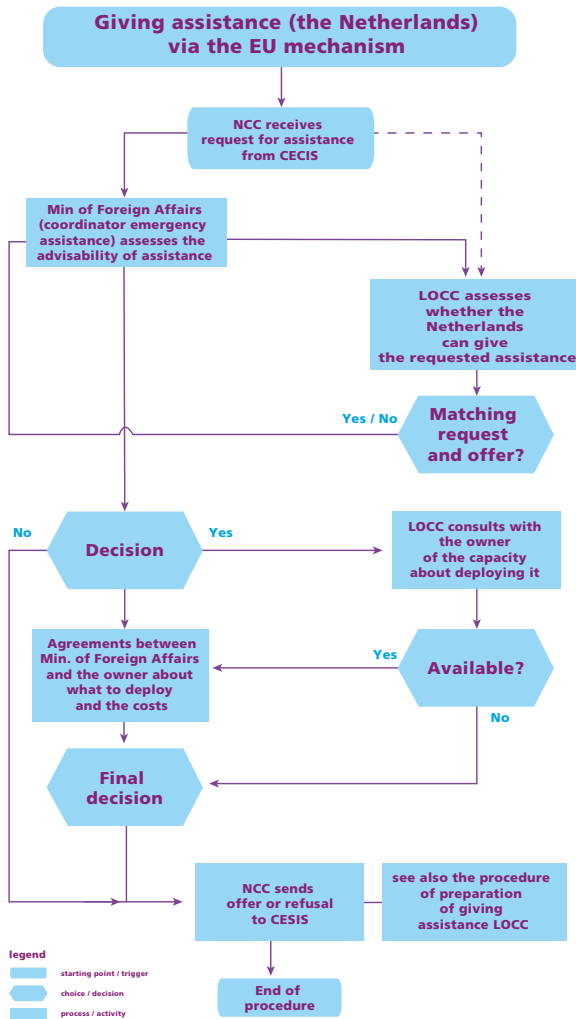 Giving assistance (the Netherlands)
via the EU mechanism
NCC receives
request for assistance
from CECIS
Min of Foreign Affairs
(coordinator emergency
assistance) assesses the
advisability of assistance
LOCC assesses
whether the
Netherlands
can give
the requested assistance
Yes / No
Matching
request
and offer?
No
Decision
Yes
LOCC consults with
the owner
of the capacity
about deploying it
Agreements between
Min. of Foreign Affairs
and the owner about
what to deploy
and the costs
Yes
Available?
No
Final
decision
NCC sends
offer or refusal
to CESIS
see also the procedure
of preparation
of giving
assistance LOCC
End of
procedure
legend
starting point / trigger
choice / decision
process / activity